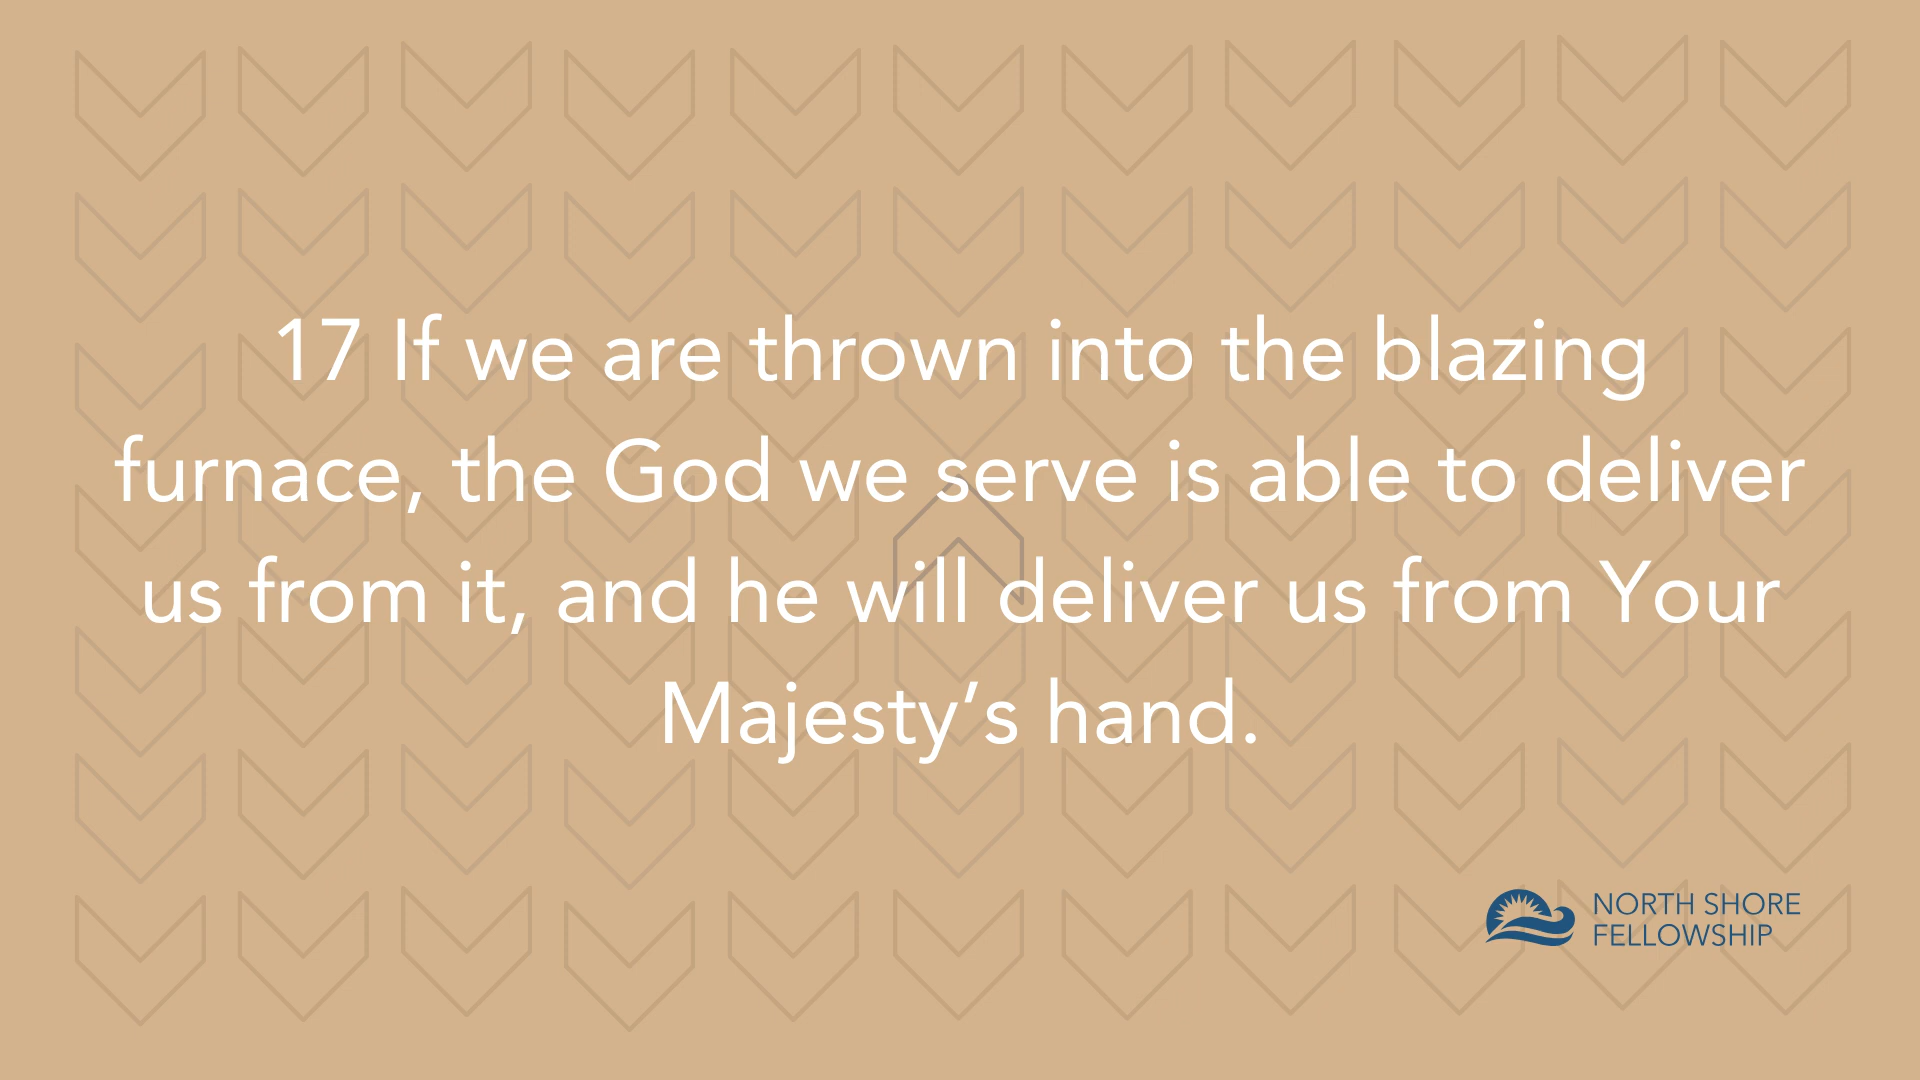 17 If we are thrown into the blazing
furnace, the God we serve is able to deliver
us from it, and he will deliver us from Your
Majesty’s hand.
NORTH SHORE
FELLOWSHIP